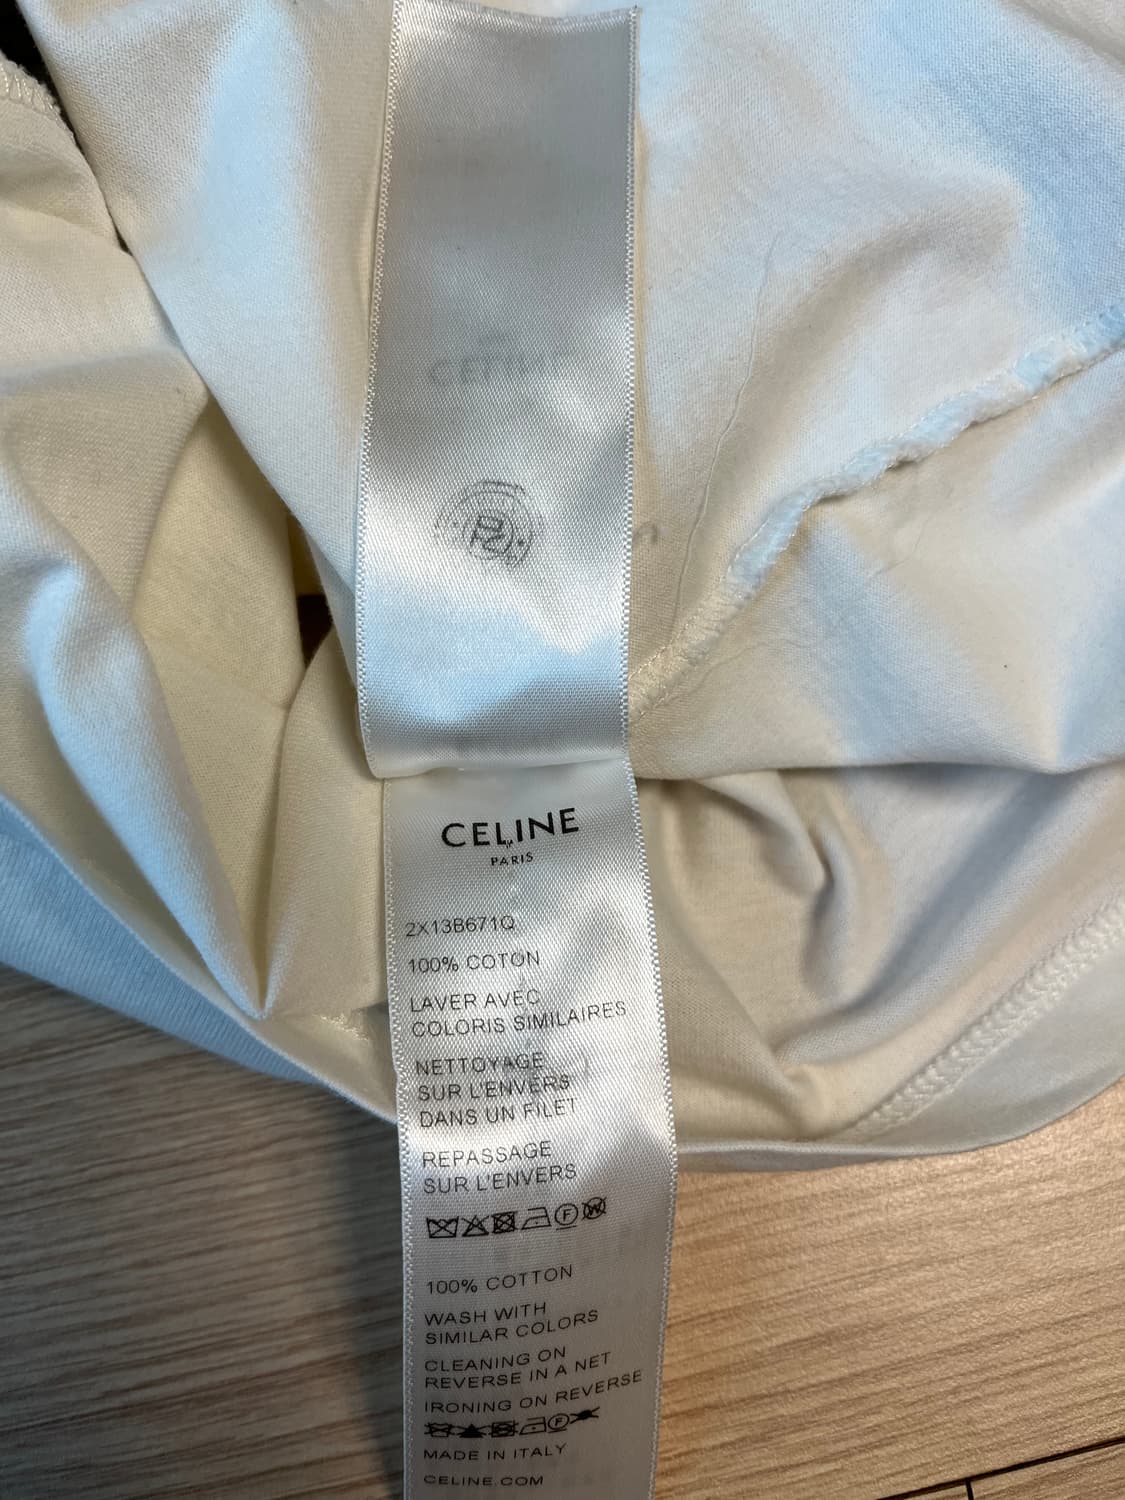 CELINE
PARIS
2X13B671Q
100% COTON
LAVER AVEC
COLORIS SIMILAIRES
NETTOYAGE
SUR L'ENVERS
DANS UN FILET
REPASSAGE
SUR L'ENVERS
F W
100% COTTON
WASH WITH
SIMILAR COLORS
CLEANING ON
REVERSE IN A NET
IRONING ON REVERSE
F
MADE IN ITALY
CELINE.COM